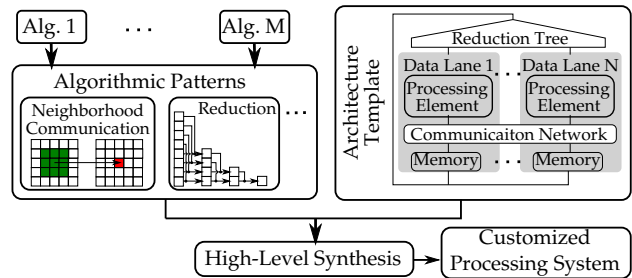 Alg. 1
...
Alg. M
Algorithmic Patterns
Neighborhood
Communication
Reduction
...
Architecture
Template
Reduction Tree
Data Lane 1
...
Data Lane N
Processing
Element
Processing
Element
Communicaiton Network
Memory
...
Memory
High-Level Synthesis
Customized
Processing System